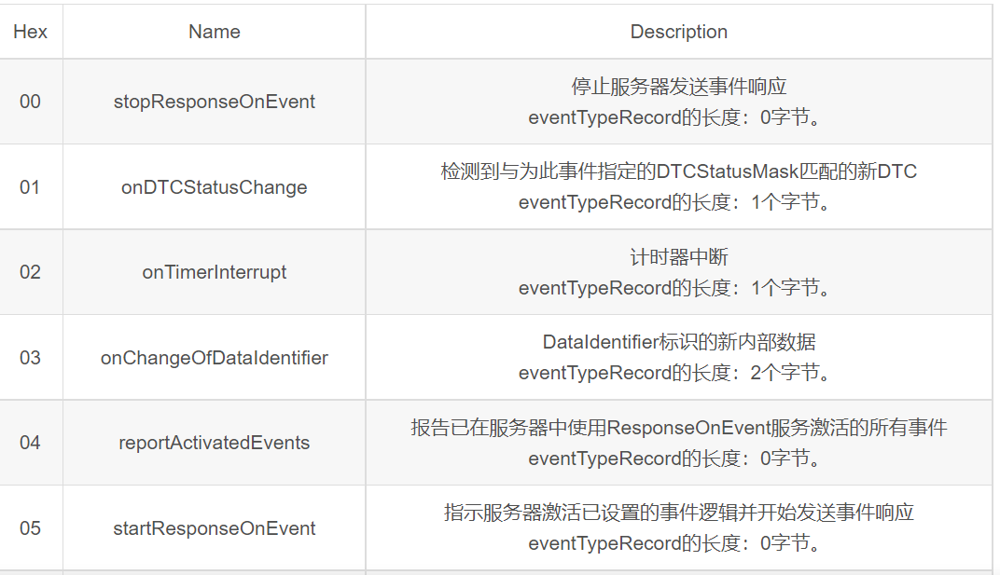 Hex Name Description
00 stopResponseOnEvent 停止服务器发送事件响应
eventTypeRecord的长度：0字节。
01 onDTCStatusChange 检测到与为此事件指定的DTCStatusMask匹配的新DTC
eventTypeRecord的长度：1个字节。
02 onTimerInterrupt 计时器中断
eventTypeRecord的长度：1个字节。
03 onChangeOfDataIdentifier DataIdentifier标识的新内部数据
eventTypeRecord的长度：2个字节。
04 reportActivatedEvents 报告已在服务器中使用ResponseOnEvent服务激活的所有事件
eventTypeRecord的长度：0字节。
05 startResponseOnEvent 指示服务器激活已设置的事件逻辑并开始发送事件响应
eventTypeRecord的长度：0字节。